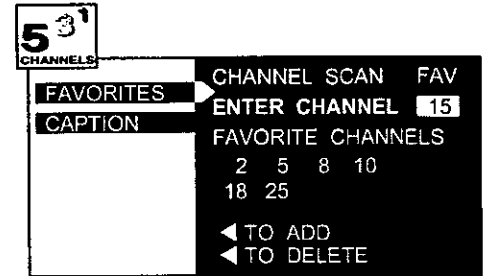 5 3 1
CHANNELS
FAVORITES
CAPTION
CHANNEL SCAN FAV
ENTER CHANNEL 15
FAVORITE CHANNELS
2 5 8 10
18 25
◀ TO ADD
◀ TO DELETE